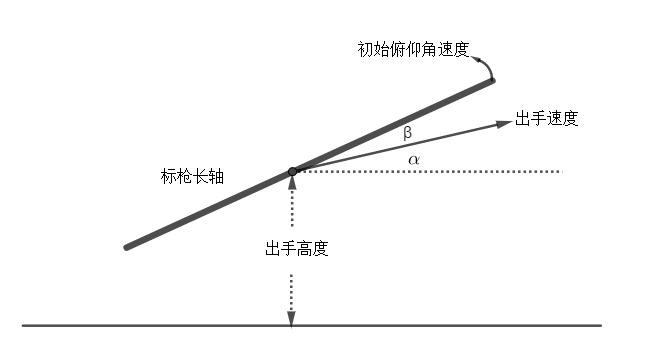 初始俯仰角速度
出手速度
β
α
标枪长轴
出手高度